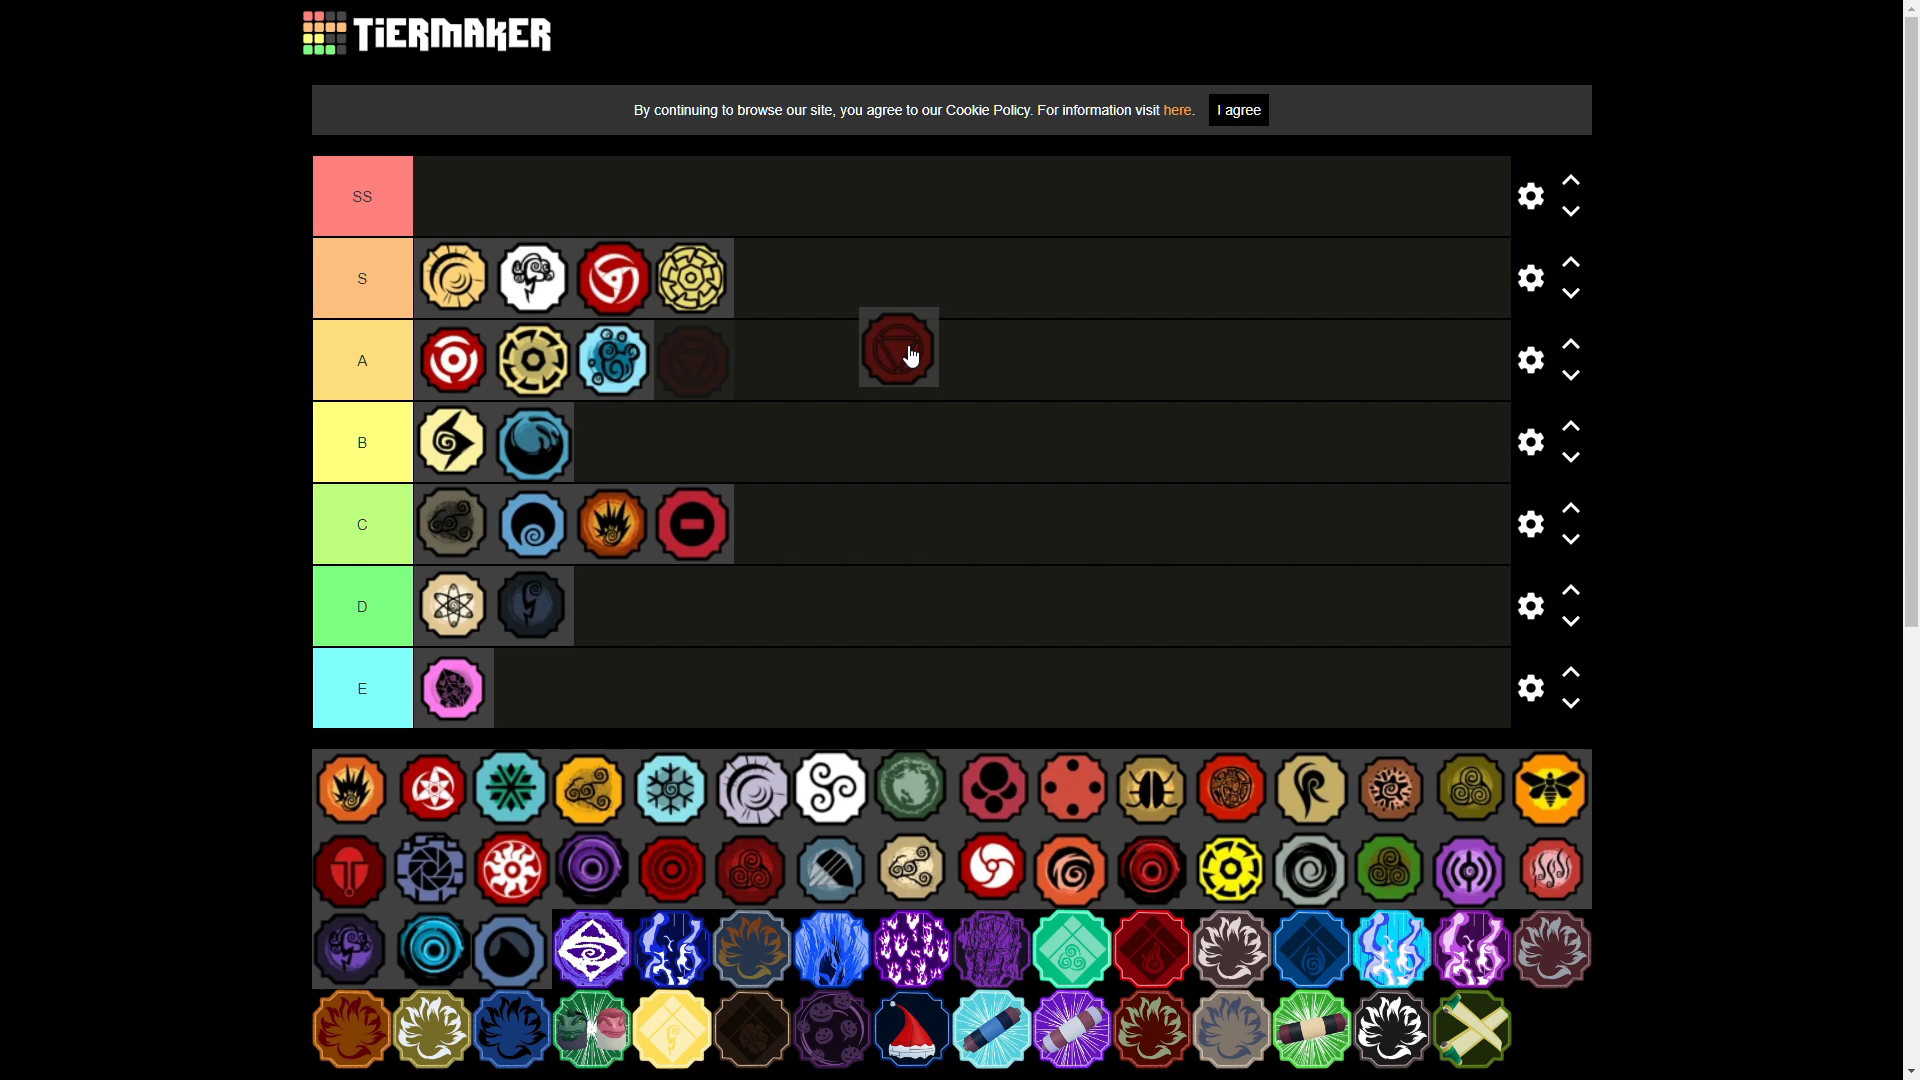 TiERMAKER
By continuing to browse our site, you agree to our Cookie Policy. For information visit here. I agree
SS
S
A
B
C
D
E